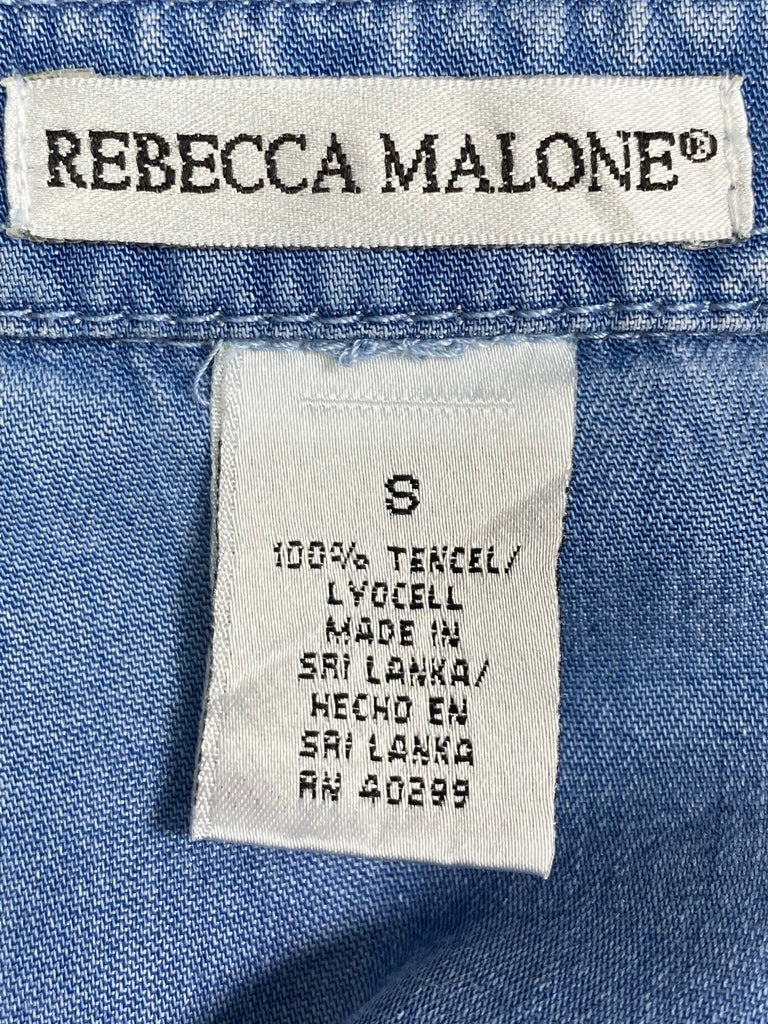 REBECCA MALONE®
S
100% TENCEL/
LYOCELL
MADE IN
SRI LANKA/
HECHO EN
SRI LANKA
RN 40299